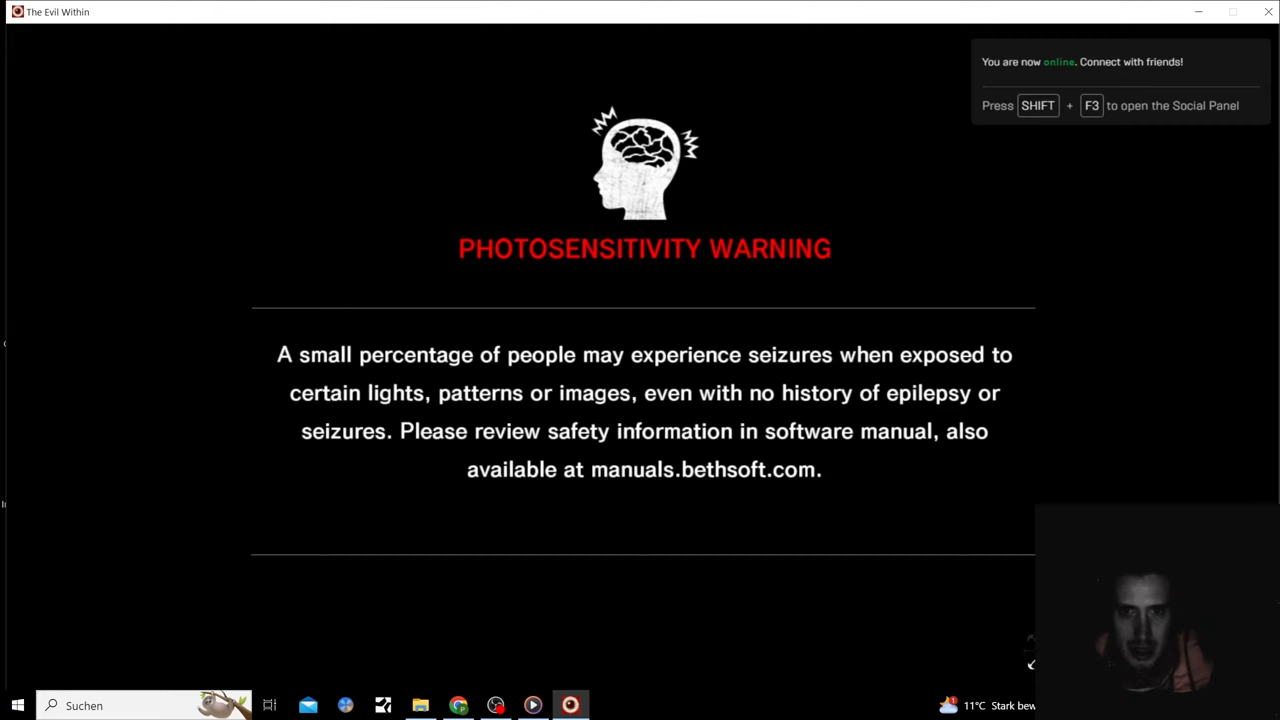 The Evil Within
You are now online. Connect with friends!
Press SHIFT + F3 to open the Social Panel
PHOTOSENSITIVITY WARNING
A small percentage of people may experience seizures when exposed to
certain lights, patterns or images, even with no history of epilepsy or
seizures. Please review safety information in software manual, also
available at manuals.bethsoft.com.
Suchen
1
11°C Stark bew